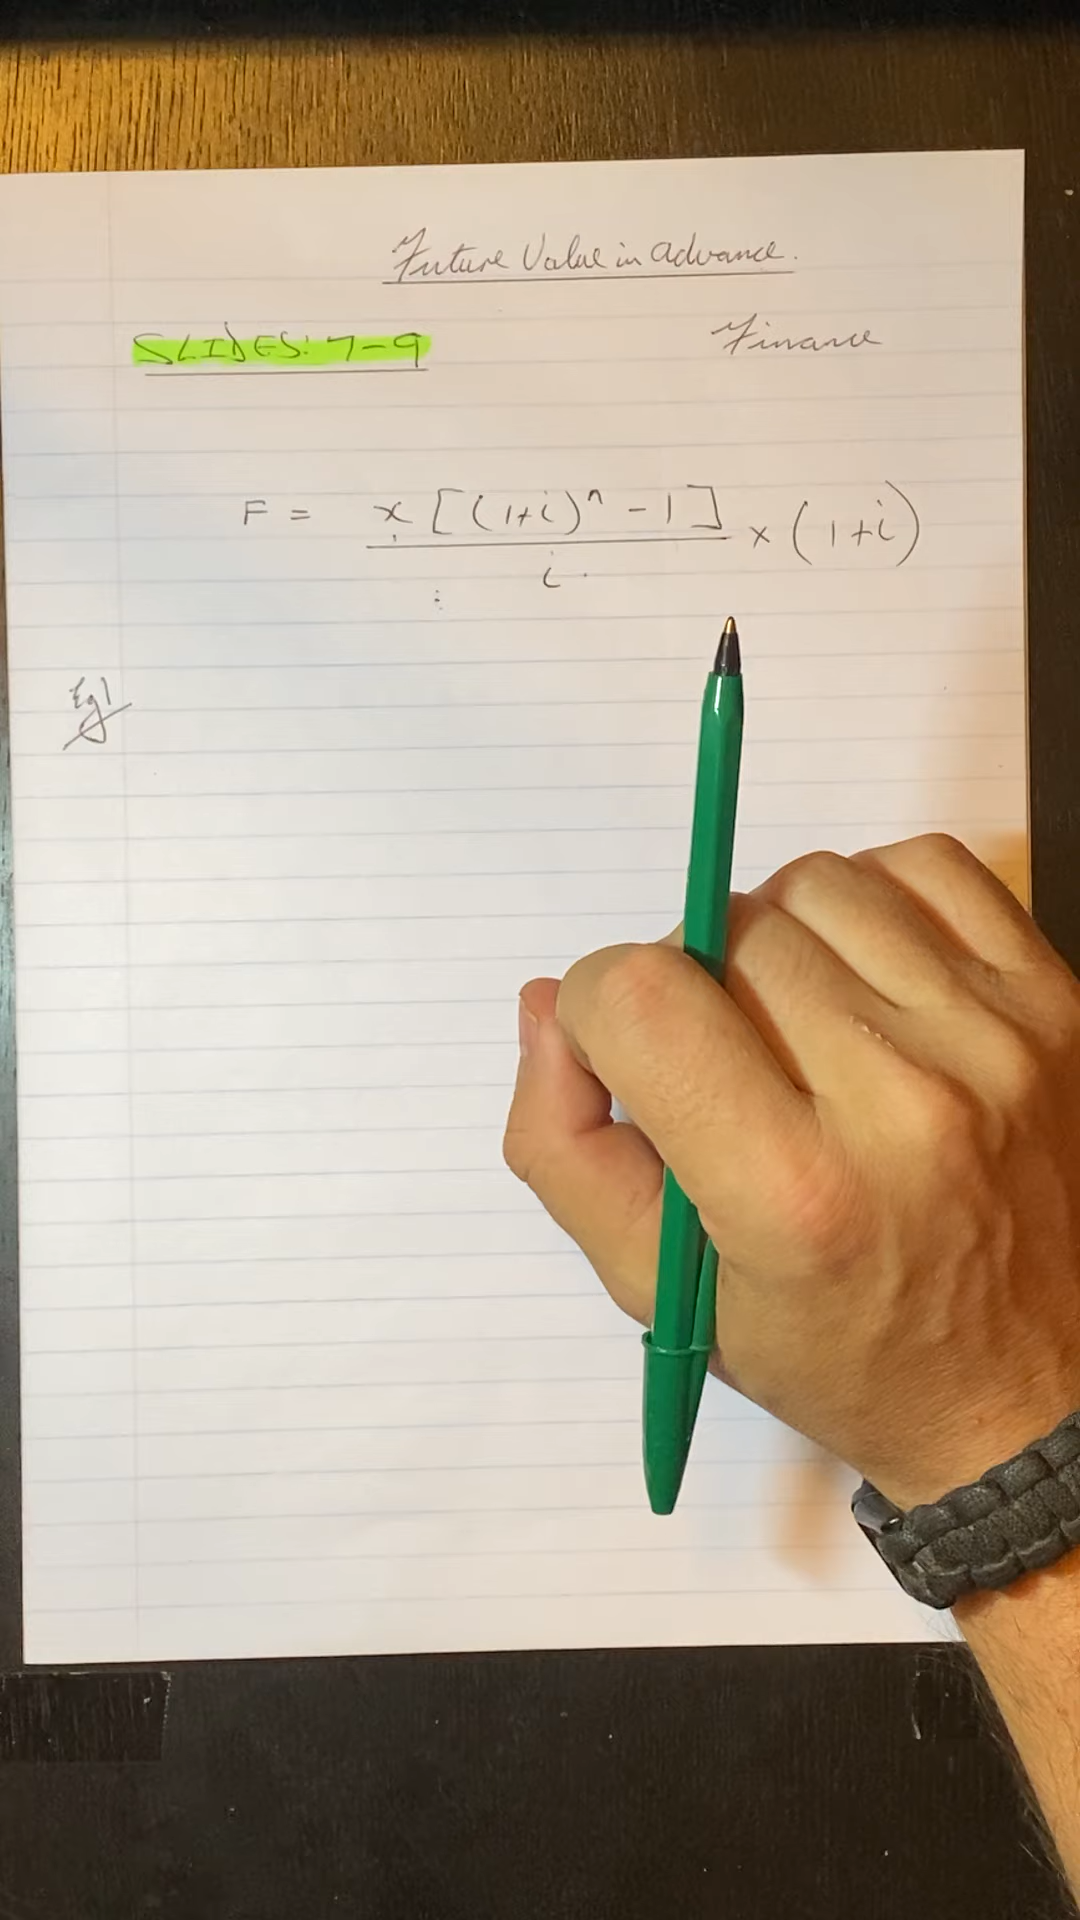 Future Value in advance.
SLIDES: 7-9
Finance
F = x[(1+i)^n - 1] / i × (1+i)
Eg1